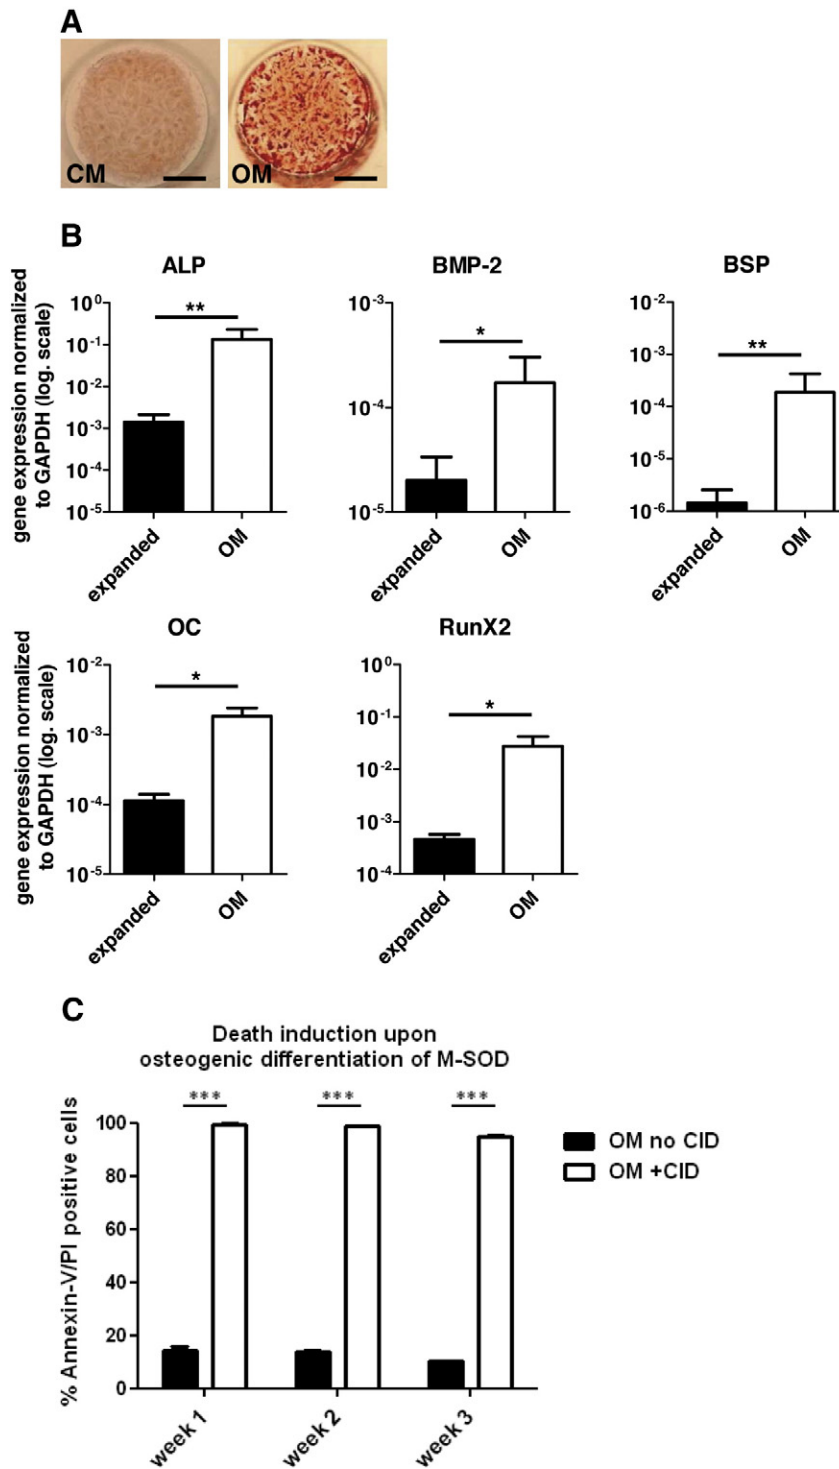 A
CM
OM
B
ALP
BMP-2
BSP
gene expression normalized
to GAPDH (log. scale)
10⁰
10⁻¹
10⁻²
10⁻³
10⁻⁴
10⁻⁵
**
expanded
OM
10⁻³
10⁻⁴
10⁻⁵
*
expanded
OM
10⁻²
10⁻³
10⁻⁴
10⁻⁵
10⁻⁶
**
expanded
OM
OC
RunX2
gene expression normalized
to GAPDH (log. scale)
10⁻²
10⁻³
10⁻⁴
10⁻⁵
*
expanded
OM
10⁰
10⁻¹
10⁻²
10⁻³
10⁻⁴
*
expanded
OM
C
Death induction upon
osteogenic differentiation of M-SOD
% Annexin-V/PI positive cells
100
80
60
40
20
0
***
***
***
week 1
week 2
week 3
OM no CID
OM +CID